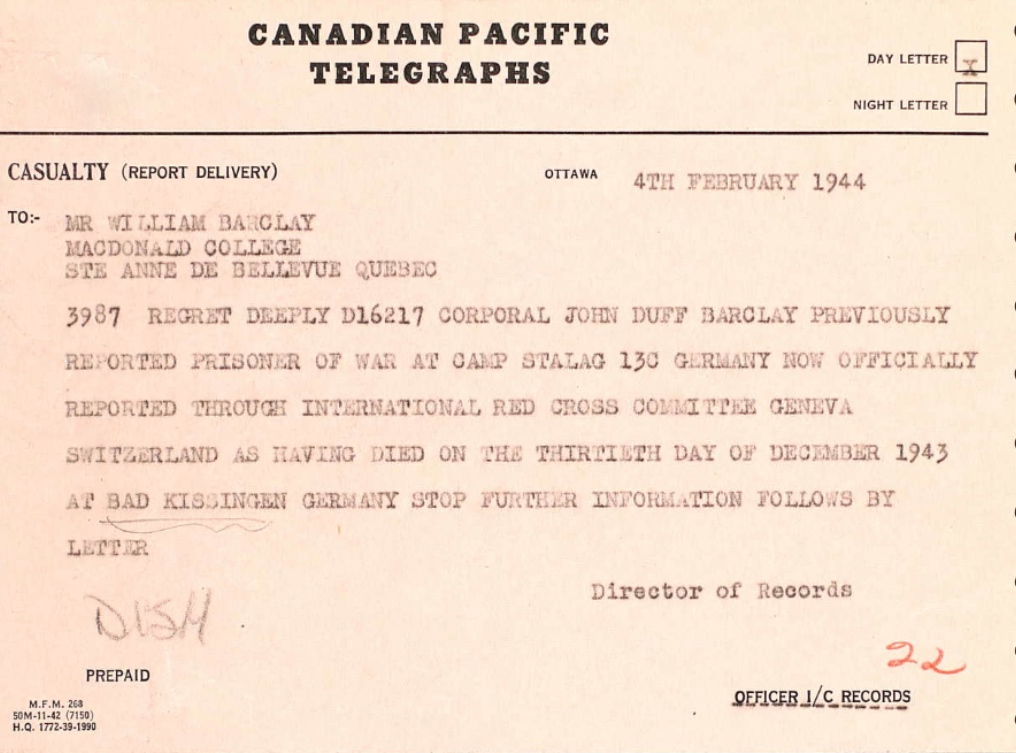 CANADIAN PACIFIC
TELEGRAPHS
DAY LETTER X
NIGHT LETTER
CASUALTY (REPORT DELIVERY)
OTTAWA 4TH FEBRUARY 1944
TO:- MR WILLIAM BARCLAY
MACDONALD COLLEGE
STE ANNE DE BELLEVUE QUEBEC
3987 REGRET DEEPLY D16217 CORPORAL JOHN DUFF BARCLAY PREVIOUSLY
REPORTED PRISONER OF WAR AT CAMP STALAG 13C GERMANY NOW OFFICIALLY
REPORTED THROUGH INTERNATIONAL RED CROSS COMMITTEE GENEVA
SWITZERLAND AS HAVING DIED ON THE THIRTIETH DAY OF DECEMBER 1943
AT BAD KISSINGEN GERMANY STOP FURTHER INFORMATION FOLLOWS BY
LETTER
Director of Records
22
PREPAID
OFFICER I/C RECORDS
M.F.M. 268
50M-11-42 (7150)
H.Q. 1772-39-1990